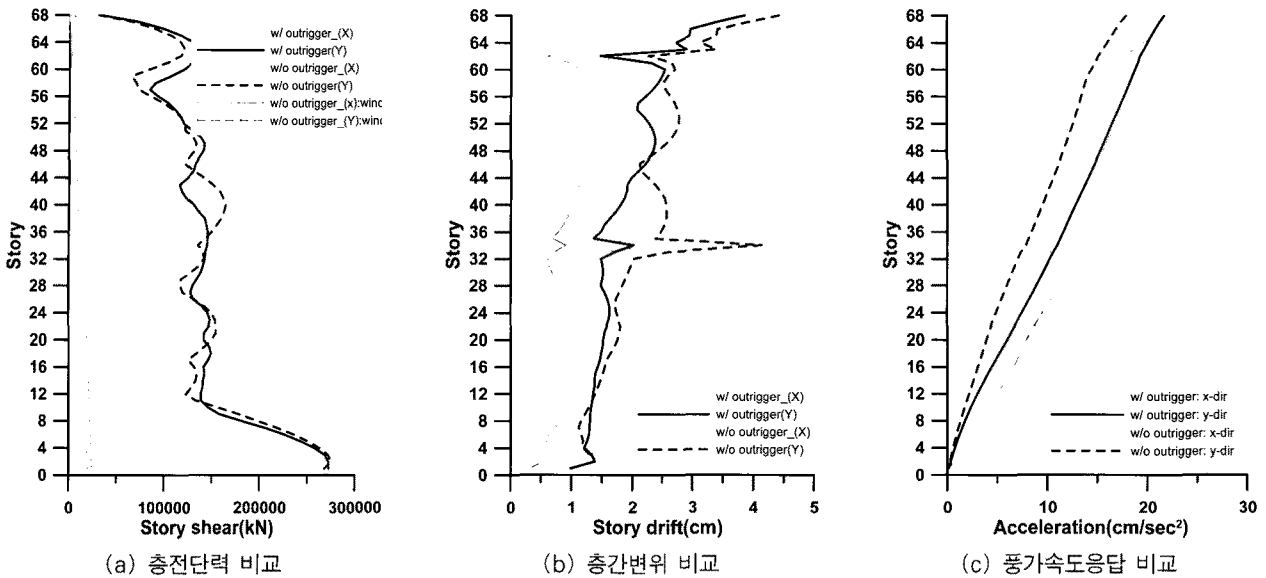 68
64
60
56
52
48
44
40
36
32
28
24
20
16
12
8
4
0
Story
0
100000
200000
300000
Story shear(kN)
w/ outrigger_(X)
w/ outrigger(Y)
w/o outrigger_(X)
w/o outrigger(Y)
w/o outrigger_(x):winc
w/o outrigger_(Y):winc
(a) 층전단력 비교
68
64
60
56
52
48
44
40
36
32
28
24
20
16
12
8
4
0
Story
0
1
2
3
4
5
Story drift(cm)
w/ outrigger_(X)
w/ outrigger(Y)
w/o outrigger_(X)
w/o outrigger(Y)
(b) 층간변위 비교
68
64
60
56
52
48
44
40
36
32
28
24
20
16
12
8
4
0
Story
0
10
20
30
Acceleration(cm/sec²)
w/ outrigger: x-dir
w/ outrigger: y-dir
w/o outrigger: x-dir
w/o outrigger: y-dir
(c) 풍가속도응답 비교